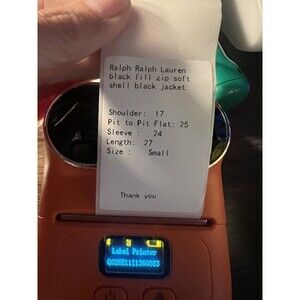 Ralph Ralph Lauren
black fill zip soft
shell black jacket
Shoulder: 17
Pit to Pit Flat: 25
Sleeve : 24
Length: 27
Size : Small
Thank you
Label Printer